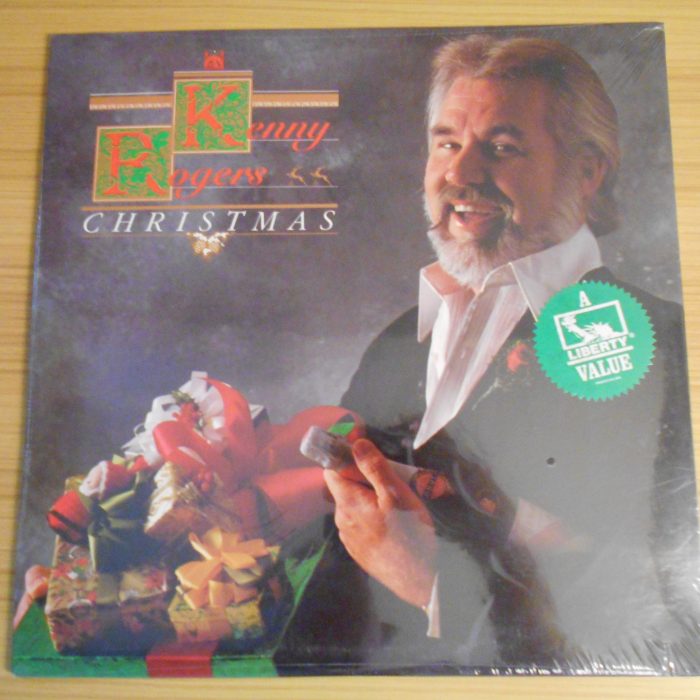 Kenny
Rogers
CHRISTMAS
A
LIBERTY®
VALUE